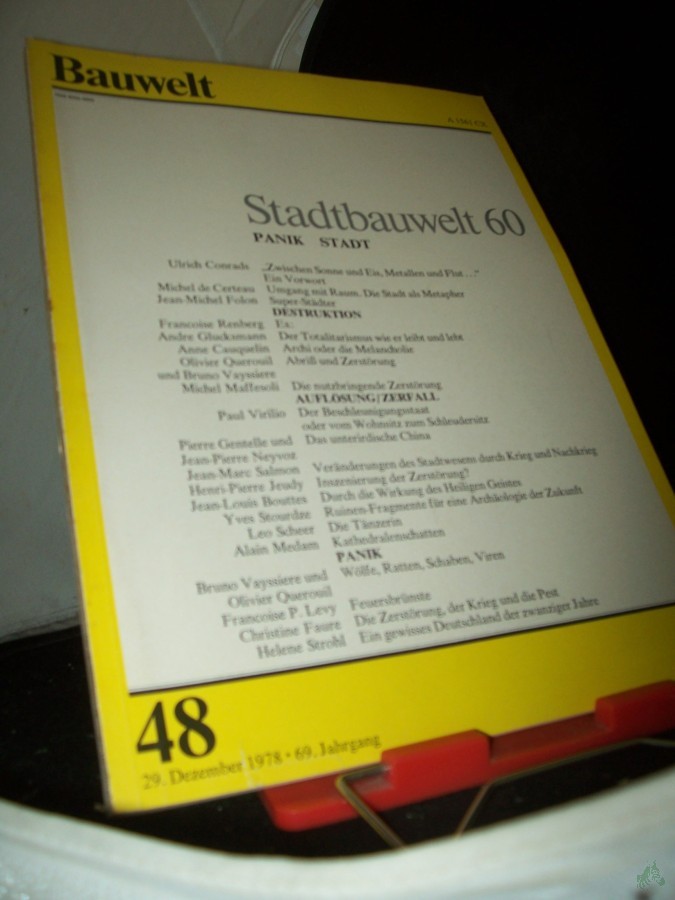 Bauwelt
Stadtbauwelt 60
PANIK STADT
Ulrich Conrads „Zwischen Sonne und Eis, Metallen und Flut . . ."
Ein Vorwort
Michel de Certeau Umgang mit Raum. Die Stadt als Metapher
Jean-Michel Folon Super-Städter
DESTRUKTION
Francoise Renberg Ex:
Andre Glucksmann Der Totalitarismus wie er leibt und lebt
Anne Cauquelin Archi oder die Melancholie
Olivier Querouil Abriß und Zerstörung
und Bruno Vayssiere
Michel Maffesoli Die nutzbringende Zerstörung
AUFLÖSUNG/ZERFALL
Paul Virilio Der Beschleunigungsstaat
oder vom Wohnsitz zum Schleudersitz
Pierre Gentelle und Das unterirdische China
Jean-Pierre Neyvoz
Jean-Marc Salmon Veränderungen des Stadtwesens durch Krieg und Nachkrieg
Henri-Pierre Jeudy Inszenierung der Zerstörung?
Jean-Louis Bouttes Durch die Wirkung des Heiligen Geistes
Yves Stourdze Ruinen-Fragmente für eine Archäologie der Zukunft
Leo Scheer Die Tänzerin
Alain Medam Kathedralenschatten
PANIK
Bruno Vayssiere und Wölfe, Ratten, Schaben, Viren
Olivier Querouil
Francoise P. Levy Feuersbrünste
Christine Faure Die Zerstörung, der Krieg und die Pest
Helene Strohl Ein gewisses Deutschland der zwanziger Jahre
48
29. Dezember 1978 • 69. Jahrgang